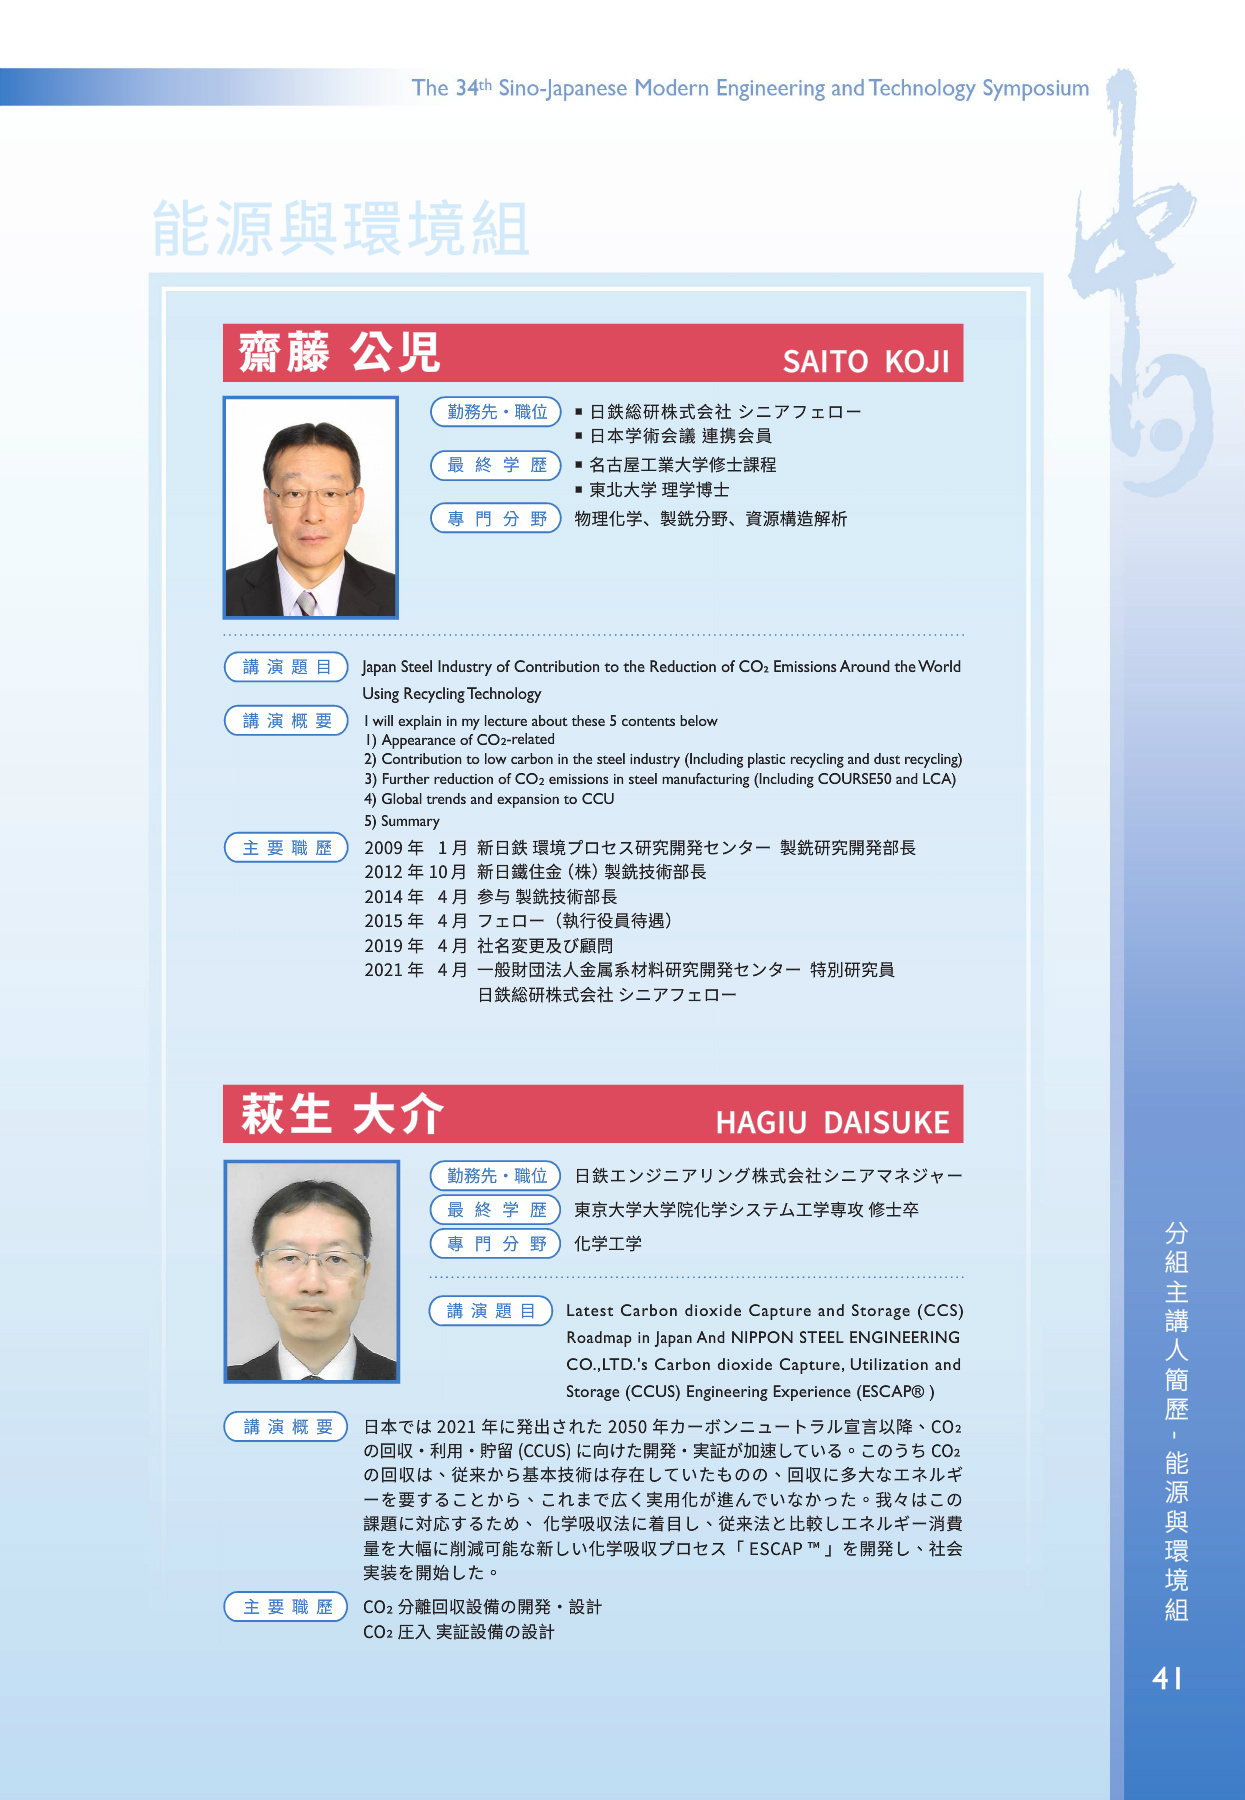 The 34th Sino-Japanese Modern Engineering and Technology Symposium
能源與環境組
齋藤 公児 SAITO KOJI
勤務先・職位 ▪ 日鉄総研株式会社 シニアフェロー
▪ 日本学術会議 連携会員
最終学歴 ▪ 名古屋工業大学修士課程
▪ 東北大学 理学博士
專門分野 物理化学、製銑分野、資源構造解析
講演題目 Japan Steel Industry of Contribution to the Reduction of CO₂ Emissions Around the World
Using Recycling Technology
講演概要 I will explain in my lecture about these 5 contents below
1) Appearance of CO₂-related
2) Contribution to low carbon in the steel industry (Including plastic recycling and dust recycling)
3) Further reduction of CO₂ emissions in steel manufacturing (Including COURSE50 and LCA)
4) Global trends and expansion to CCU
5) Summary
主要職歷 2009 年 1 月 新日鉄 環境プロセス研究開発センター 製銑研究開発部長
2012 年 10 月 新日鐵住金（株）製銑技術部長
2014 年 4 月 参与 製銑技術部長
2015 年 4 月 フェロー（執行役員待遇）
2019 年 4 月 社名変更及び顧問
2021 年 4 月 一般財団法人金属系材料研究開発センター 特別研究員
日鉄総研株式会社 シニアフェロー
萩生 大介 HAGIU DAISUKE
勤務先・職位 日鉄エンジニアリング株式会社シニアマネジャー
最終学歴 東京大学大学院化学システム工学専攻 修士卒
專門分野 化学工学
講演題目 Latest Carbon dioxide Capture and Storage (CCS)
Roadmap in Japan And NIPPON STEEL ENGINEERING
CO.,LTD.'s Carbon dioxide Capture, Utilization and
Storage (CCUS) Engineering Experience (ESCAP® )
講演概要 日本では 2021 年に発出された 2050 年カーボンニュートラル宣言以降、CO₂
の回収・利用・貯留 (CCUS) に向けた開発・実証が加速している。このうち CO₂
の回収は、従来から基本技術は存在していたものの、回収に多大なエネルギ
ーを要することから、これまで広く実用化が進んでいなかった。我々はこの
課題に対応するため、 化学吸収法に着目し、従来法と比較しエネルギー消費
量を大幅に削減可能な新しい化学吸収プロセス「 ESCAP ™ 」を開発し、社会
実装を開始した。
主要職歷 CO₂ 分離回収設備の開発・設計
CO₂ 圧入 実証設備の設計
分組主講人簡歷 - 能源與環境組
41